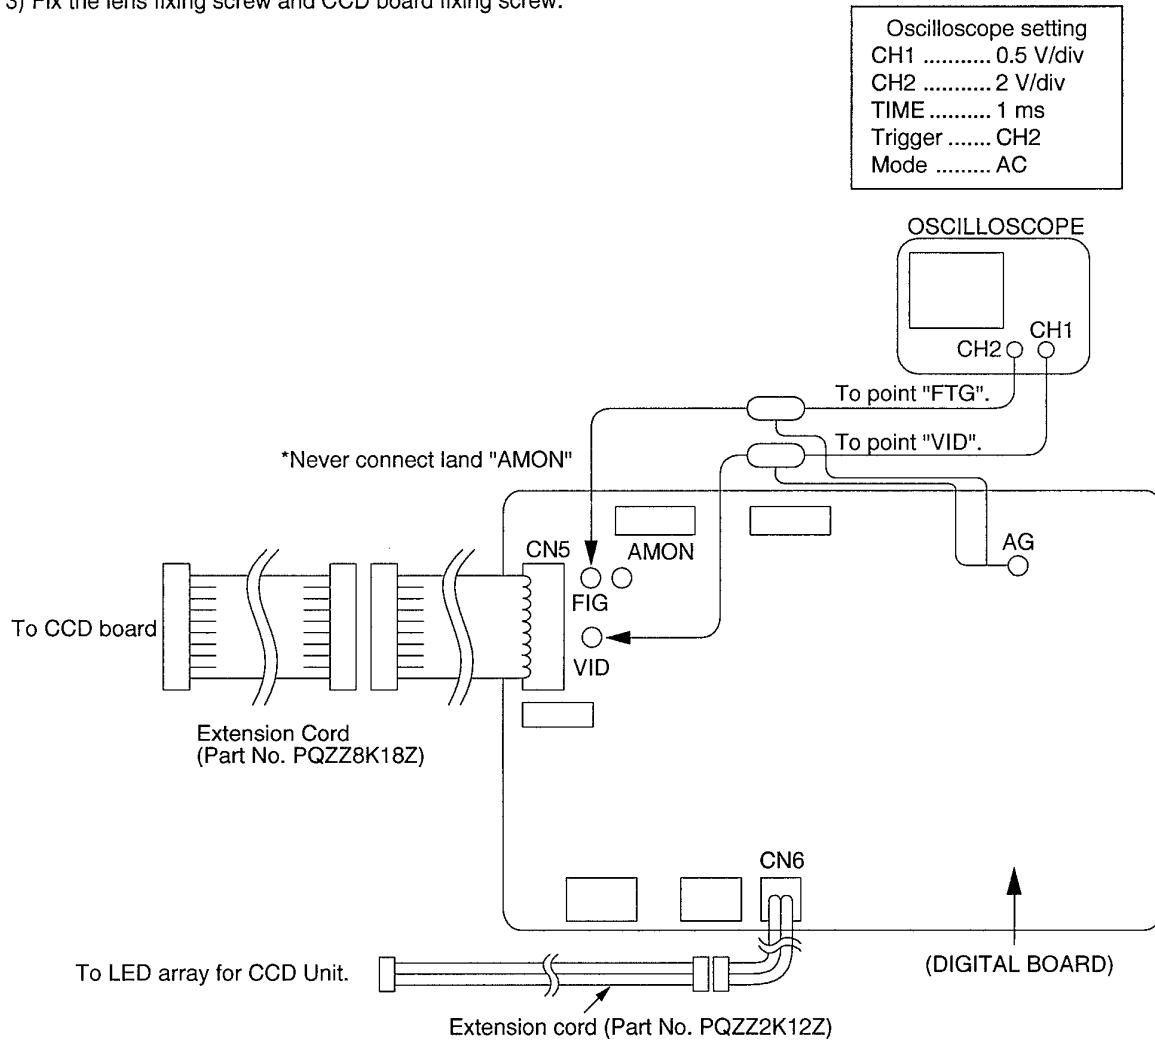 3) Fix the lens fixing screw and CCD board fixing screw.
Oscilloscope setting
CH1 ........... 0.5 V/div
CH2 ........... 2 V/div
TIME .......... 1 ms
Trigger ....... CH2
Mode ......... AC
OSCILLOSCOPE
CH1
CH2
To point "FTG".
To point "VID".
*Never connect land "AMON"
CN5
AMON
AG
FIG
To CCD board
VID
Extension Cord
(Part No. PQZZ8K18Z)
CN6
To LED array for CCD Unit.
(DIGITAL BOARD)
Extension cord (Part No. PQZZ2K12Z)